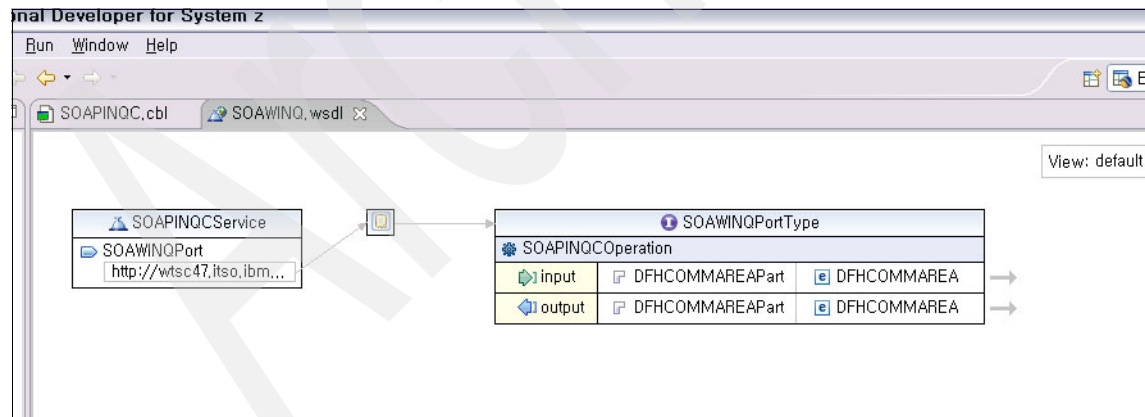 onal Developer for System z
Run Window Help
E
SOAPINQC.cbl SOAWINQ.wsdl
View: default
SOAPINQCService
SOAWINQPort
http://wtsc47.itso.ibm...
SOAWINQPortType
SOAPINQCOperation
input DFHCOMMAREAPart DFHCOMMAREA
output DFHCOMMAREAPart DFHCOMMAREA